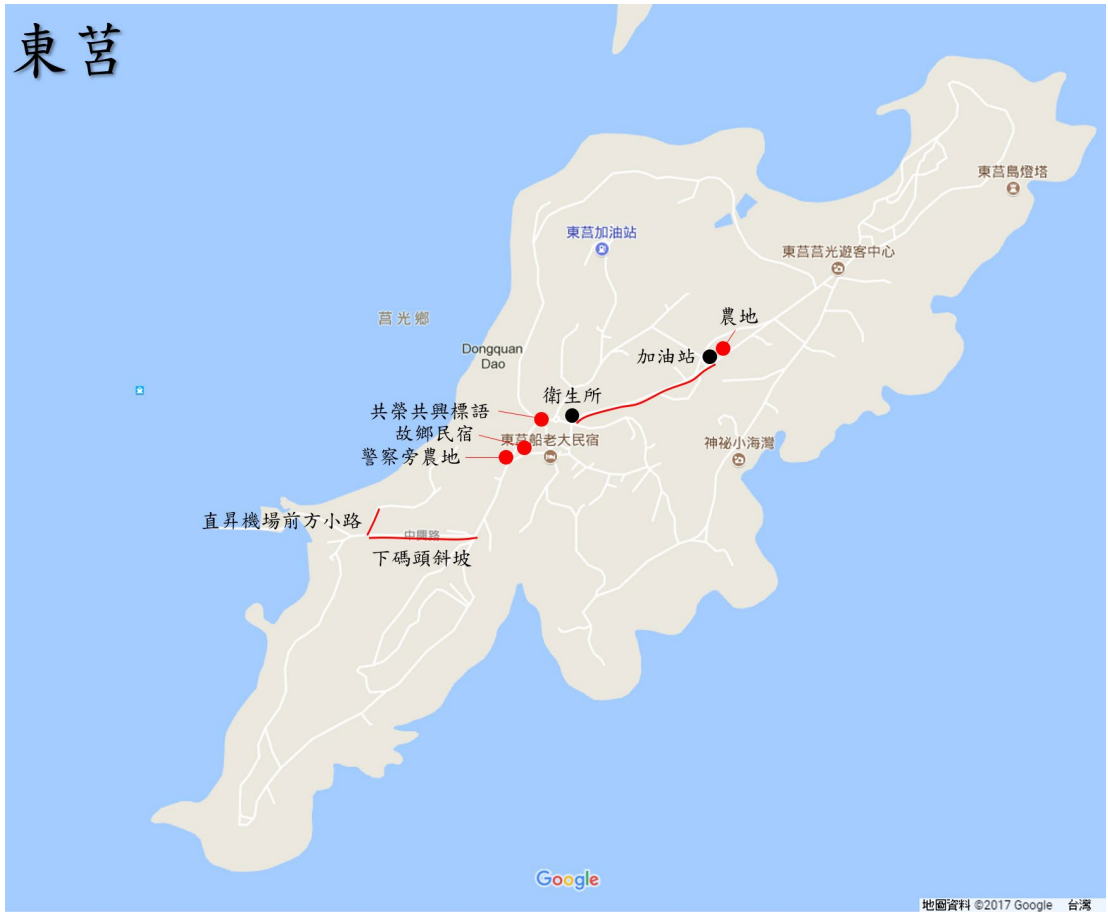 東莒
東莒島燈塔
東莒加油站
東莒莒光遊客中心
莒光鄉
農地
Dongquan
Dao
加油站
衛生所
共榮共興標語
故鄉民宿
東莒船老大民宿
神祕小海灣
警察旁農地
直昇機場前方小路
中興路
下碼頭斜坡
Google
地圖資料 ©2017 Google 台灣